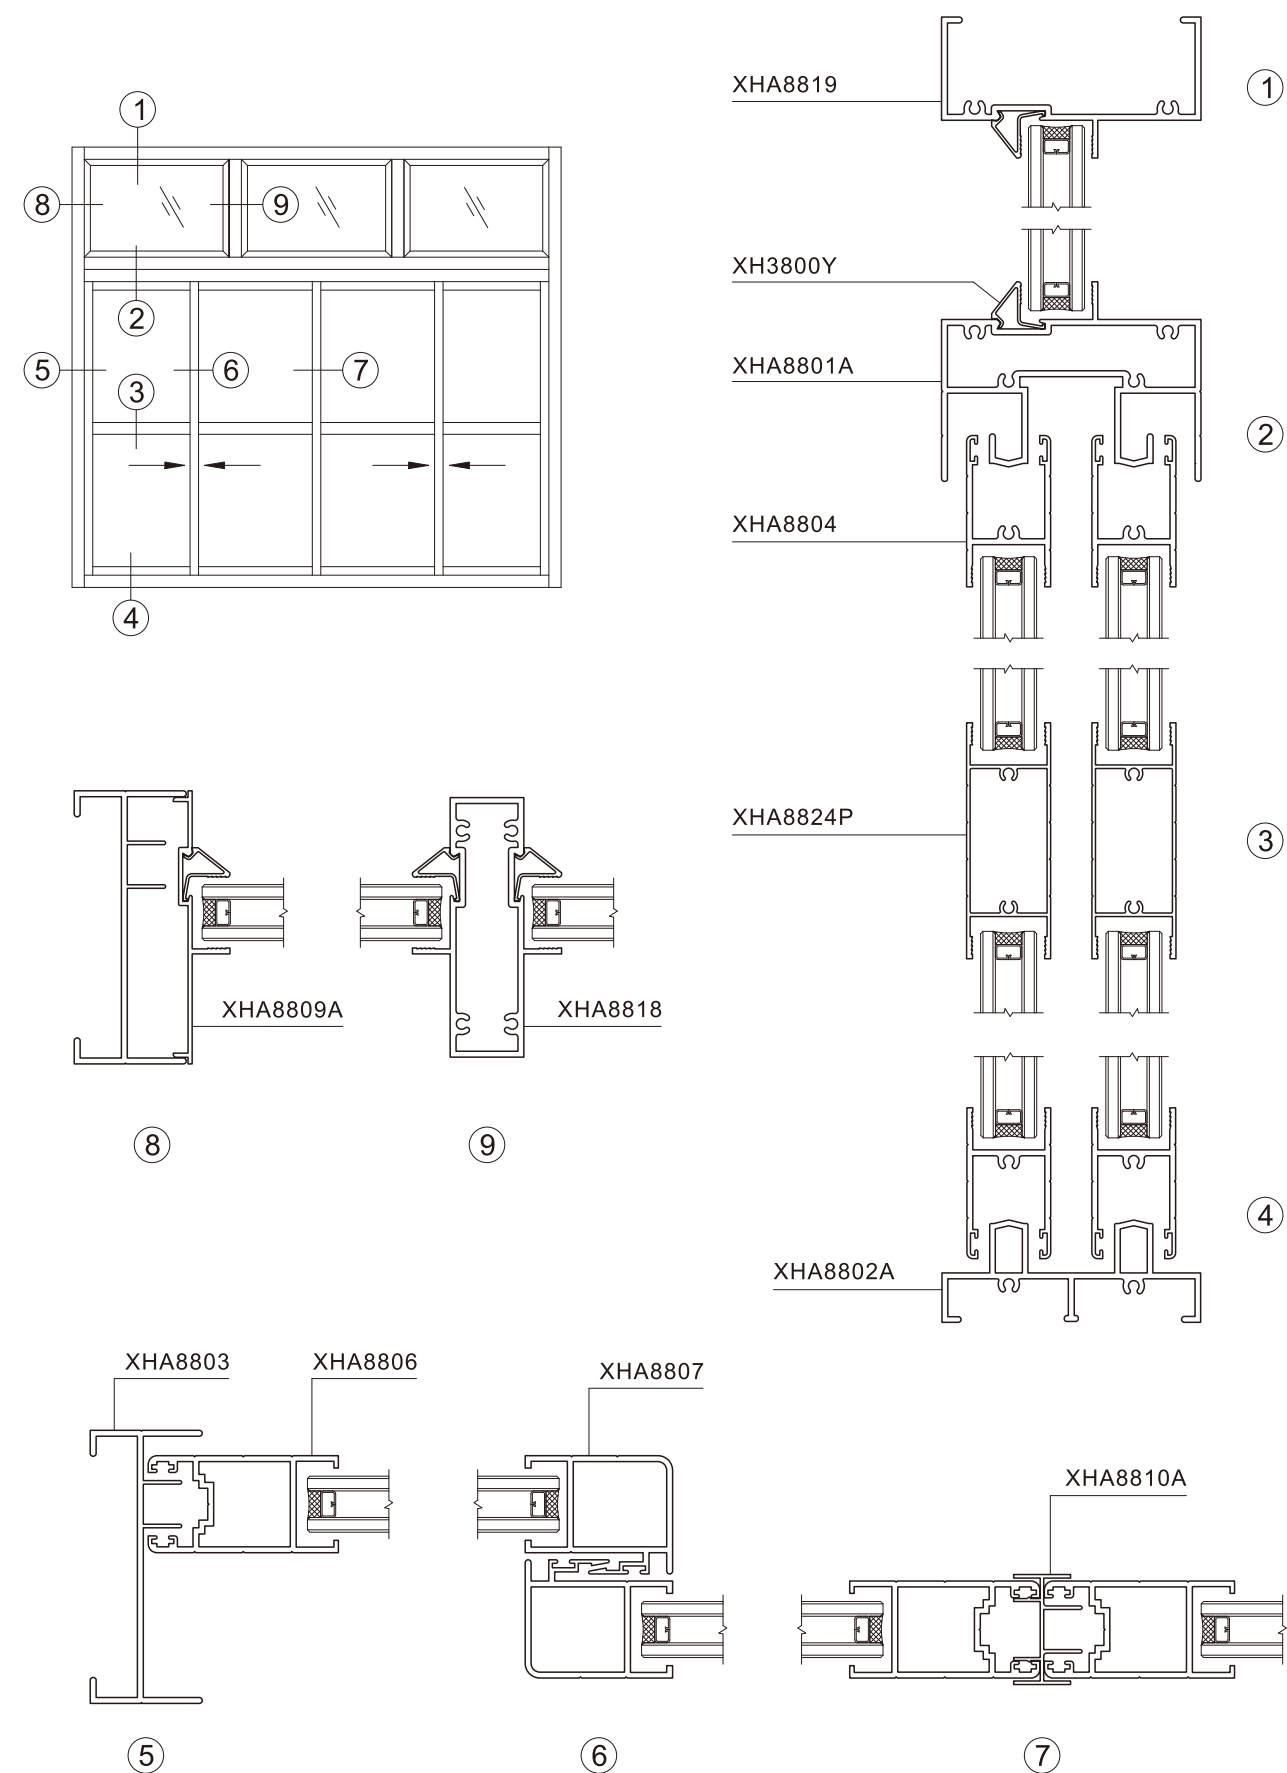 ①
⑧
⑨
②
⑤
⑥
⑦
③
④
XHA8819
①
XH3800Y
XHA8801A
②
XHA8804
XHA8824P
③
④
XHA8802A
XHA8809A
XHA8818
⑧
⑨
XHA8803
XHA8806
XHA8807
XHA8810A
⑤
⑥
⑦